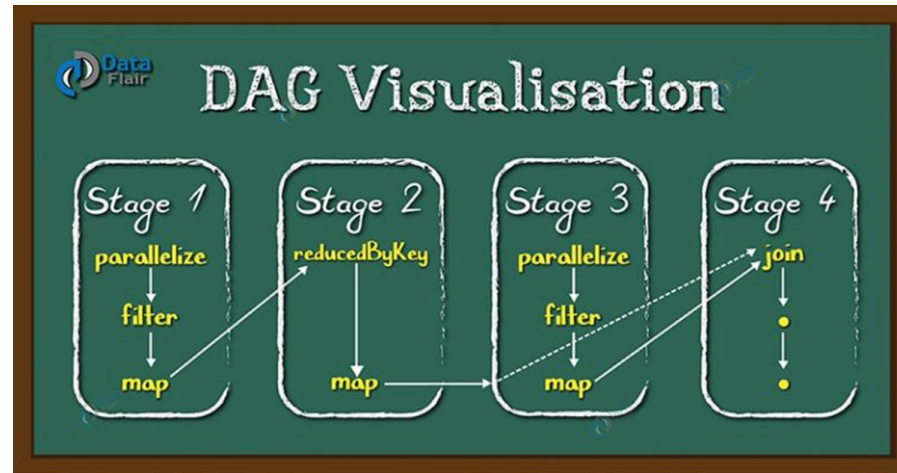 Data
Flair
DAG Visualisation
Stage 1
parallelize
filter
map
Stage 2
reducedByKey
map
Stage 3
parallelize
filter
map
Stage 4
join